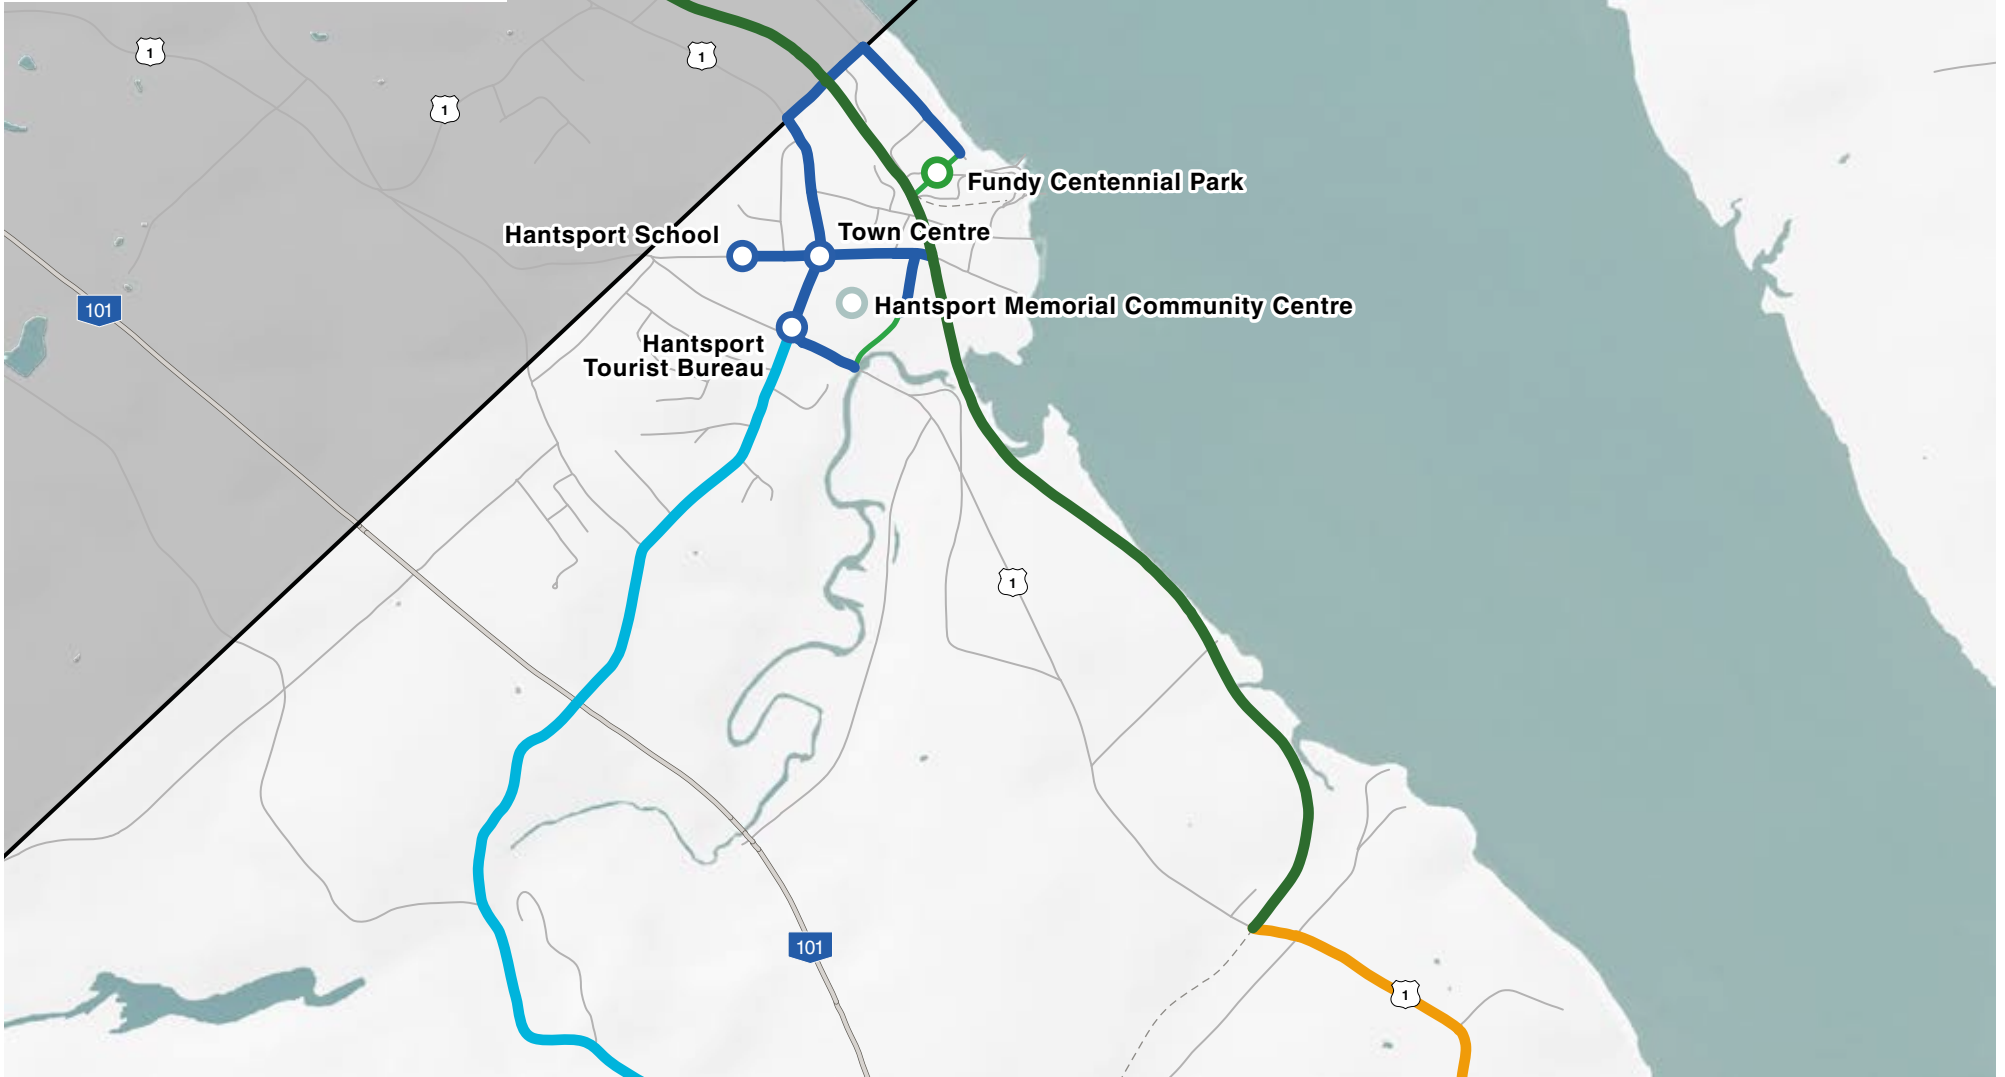 1
1
1
Fundy Centennial Park
Hantsport School
Town Centre
101
Hantsport Memorial Community Centre
Hantsport
Tourist Bureau
1
101
1